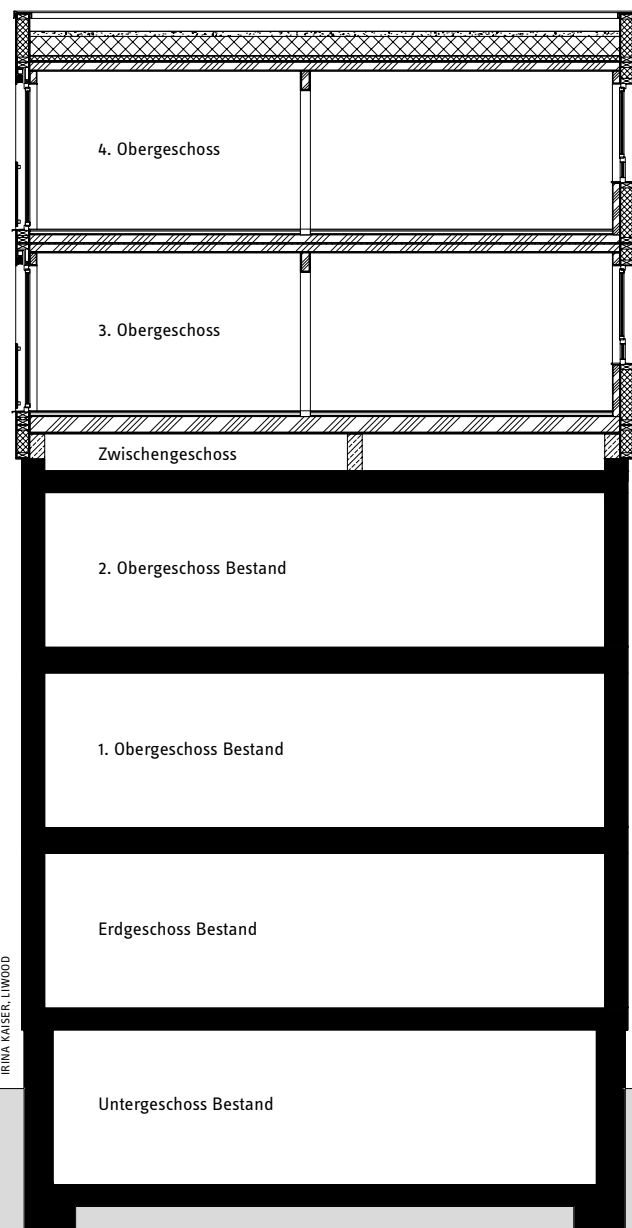 4. Obergeschoss
3. Obergeschoss
Zwischengeschoss
2. Obergeschoss Bestand
1. Obergeschoss Bestand
Erdgeschoss Bestand
Untergeschoss Bestand
IRINA KAISER, LIWOOD